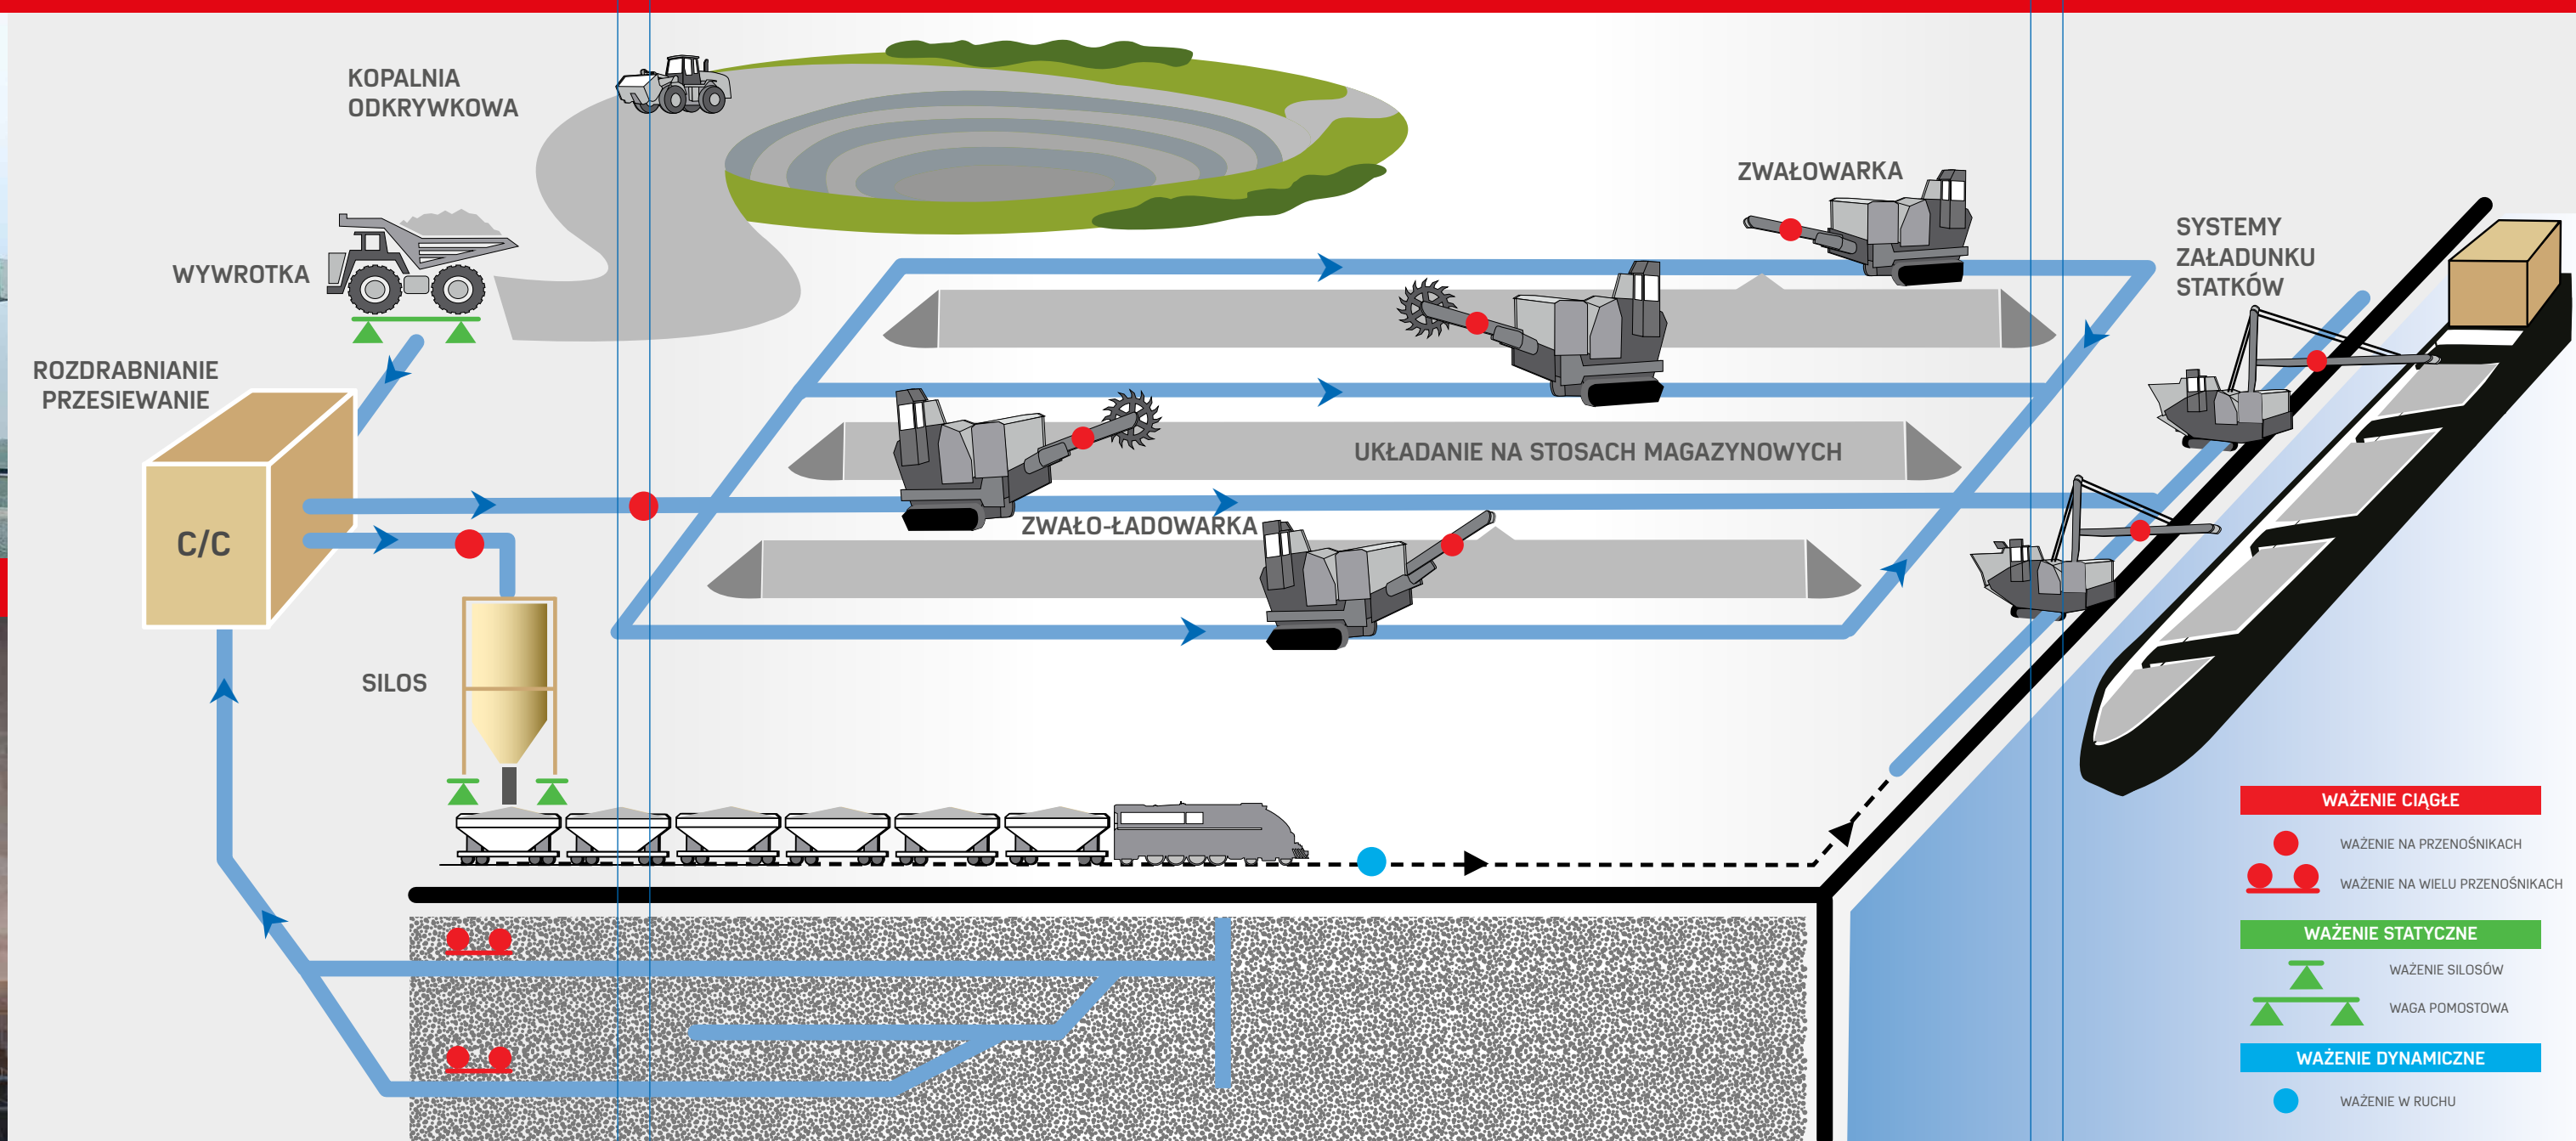 KOPALNIA
ODKRYWKOWA
ZWAŁOWARKA
SYSTEMY
ZAŁADUNKU
STATKÓW
WYWROTKA
ROZDRABNIANIE
PRZESIEWANIE
UKŁADANIE NA STOSACH MAGAZYNOWYCH
ZWAŁO-ŁADOWARKA
C/C
SILOS
WAŻENIE CIĄGŁE
WAŻENIE NA PRZENOŚNIKACH
WAŻENIE NA WIELU PRZENOŚNIKACH
WAŻENIE STATYCZNE
WAŻENIE SILOSÓW
WAGA POMOSTOWA
WAŻENIE DYNAMICZNE
WAŻENIE W RUCHU